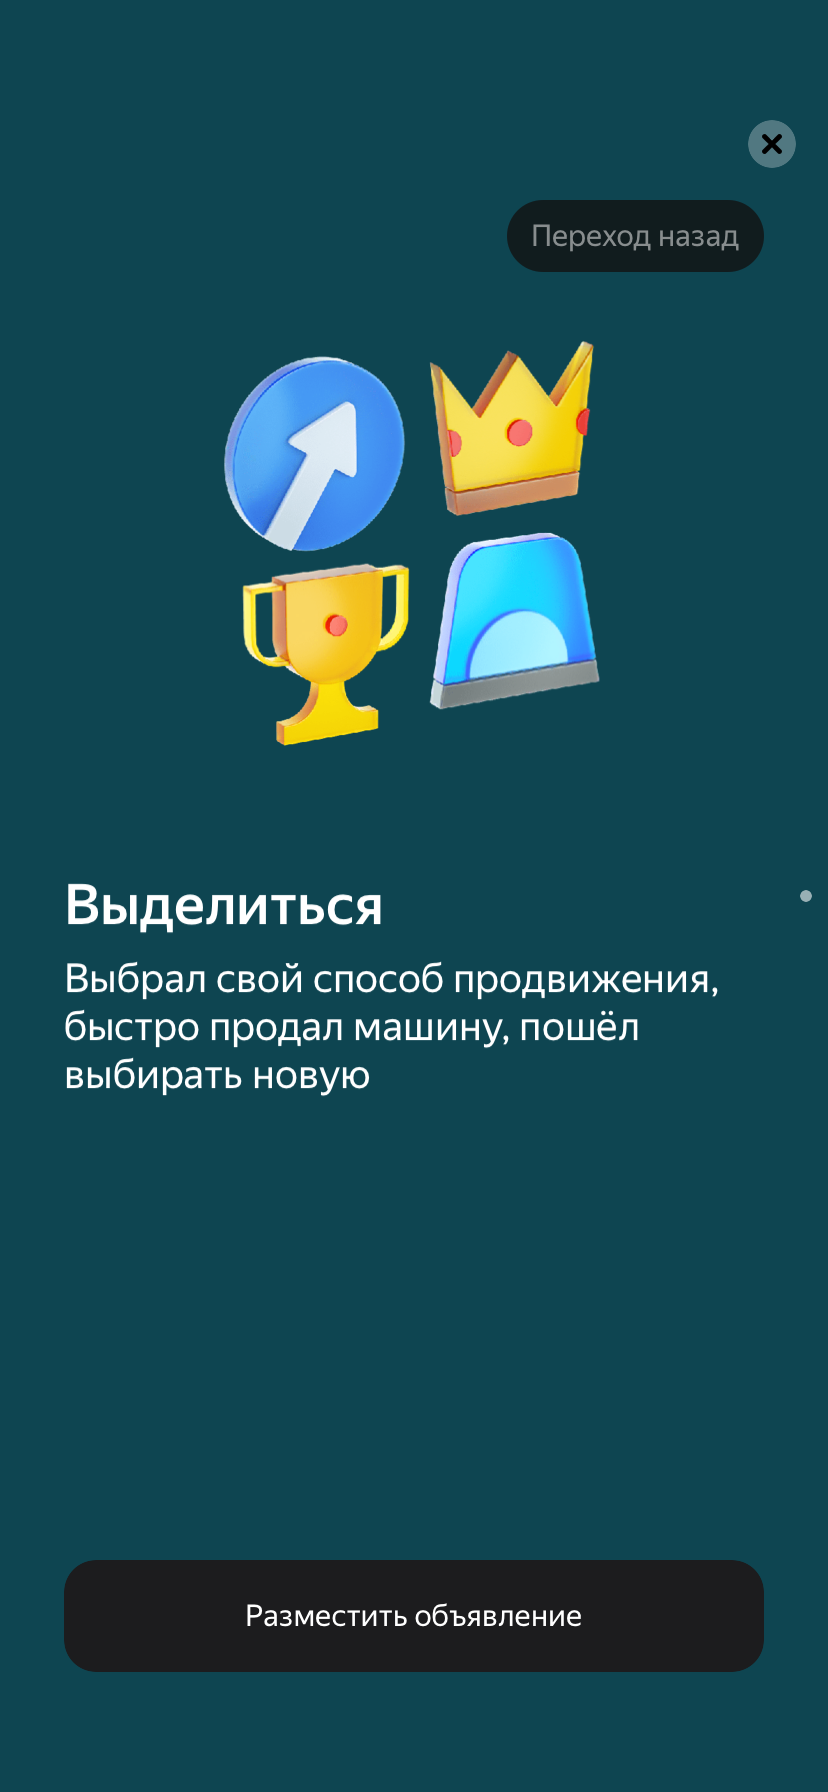 Переход назад
Выделиться
Выбрал свой способ продвижения,
быстро продал машину, пошёл
выбирать новую
Разместить объявление